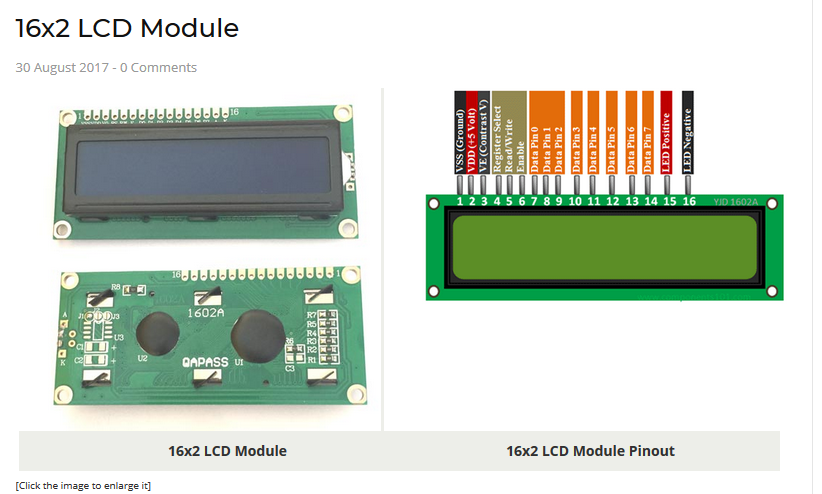 16x2 LCD Module
30 August 2017 - 0 Comments
1
16
16
1
R8
1602A
A
J1
J3
U3
C1
C2
K
U2
QAPASS
U1
R6
C3
R7
R5
R4
R3
R2
R1
VSS (Ground)
VDD (+5 Volt)
VE (Contrast V)
Register Select
Read/Write
Enable
Data Pin 0
Data Pin 1
Data Pin 2
Data Pin 3
Data Pin 4
Data Pin 5
Data Pin 6
Data Pin 7
LED Positive
LED Negative
1 2 3 4 5 6 7 8 9 10 11 12 13 14 15 16
YJD 1602A
16x2 LCD Module
16x2 LCD Module Pinout
[Click the image to enlarge it]